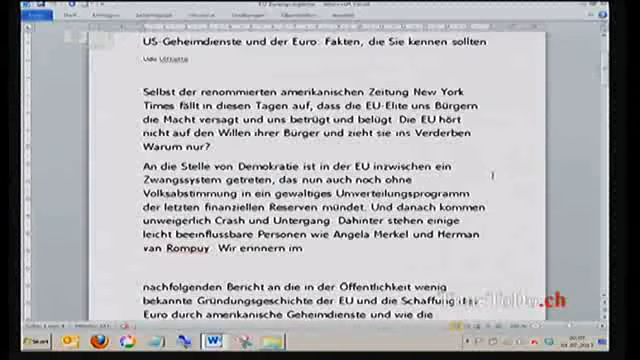 US-Geheimdienste und der Euro: Fakten, die Sie kennen sollten
Udo Ulfkotte
Selbst der renommierten amerikanischen Zeitung New York
Times fällt in diesen Tagen auf, dass die EU-Elite uns Bürgern
die Macht versagt und uns betrügt und belügt. Die EU hört
nicht auf den Willen ihrer Bürger und zieht sie ins Verderben
Warum nur?
An die Stelle von Demokratie ist in der EU inzwischen ein
Zwangssystem getreten, das nun auch noch ohne
Volksabstimmung in ein gewaltiges Umverteilungsprogramm
der letzten finanziellen Reserven mündet. Und danach kommen
unweigerlich Crash und Untergang. Dahinter stehen einige
leicht beeinflussbare Personen wie Angela Merkel und Herman
van Rompuy. Wir erinnern im
nachfolgenden Bericht an die in der Öffentlichkeit wenig
bekannte Gründungsgeschichte der EU und die Schaffung des
Euro durch amerikanische Geheimdienste und wie die
.ch
Start